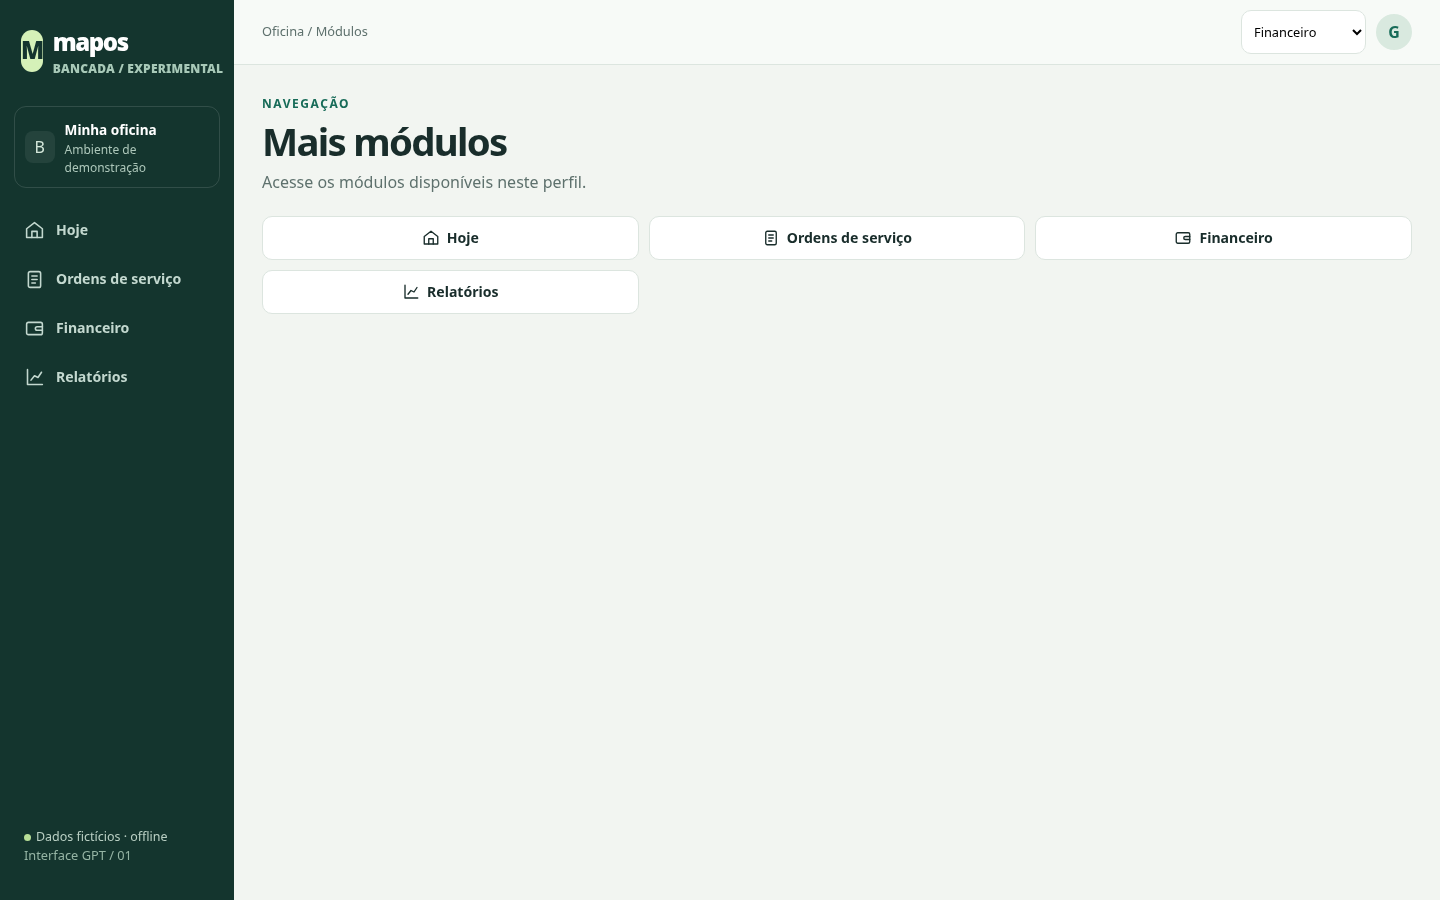 M
mapos
BANCADA / EXPERIMENTAL
B
Minha oficina
Ambiente de
demonstração
Hoje
Ordens de serviço
Financeiro
Relatórios
Dados fictícios · offline
Interface GPT / 01
Oficina / Módulos
Financeiro
G
NAVEGAÇÃO
Mais módulos
Acesse os módulos disponíveis neste perfil.
Hoje
Ordens de serviço
Financeiro
Relatórios